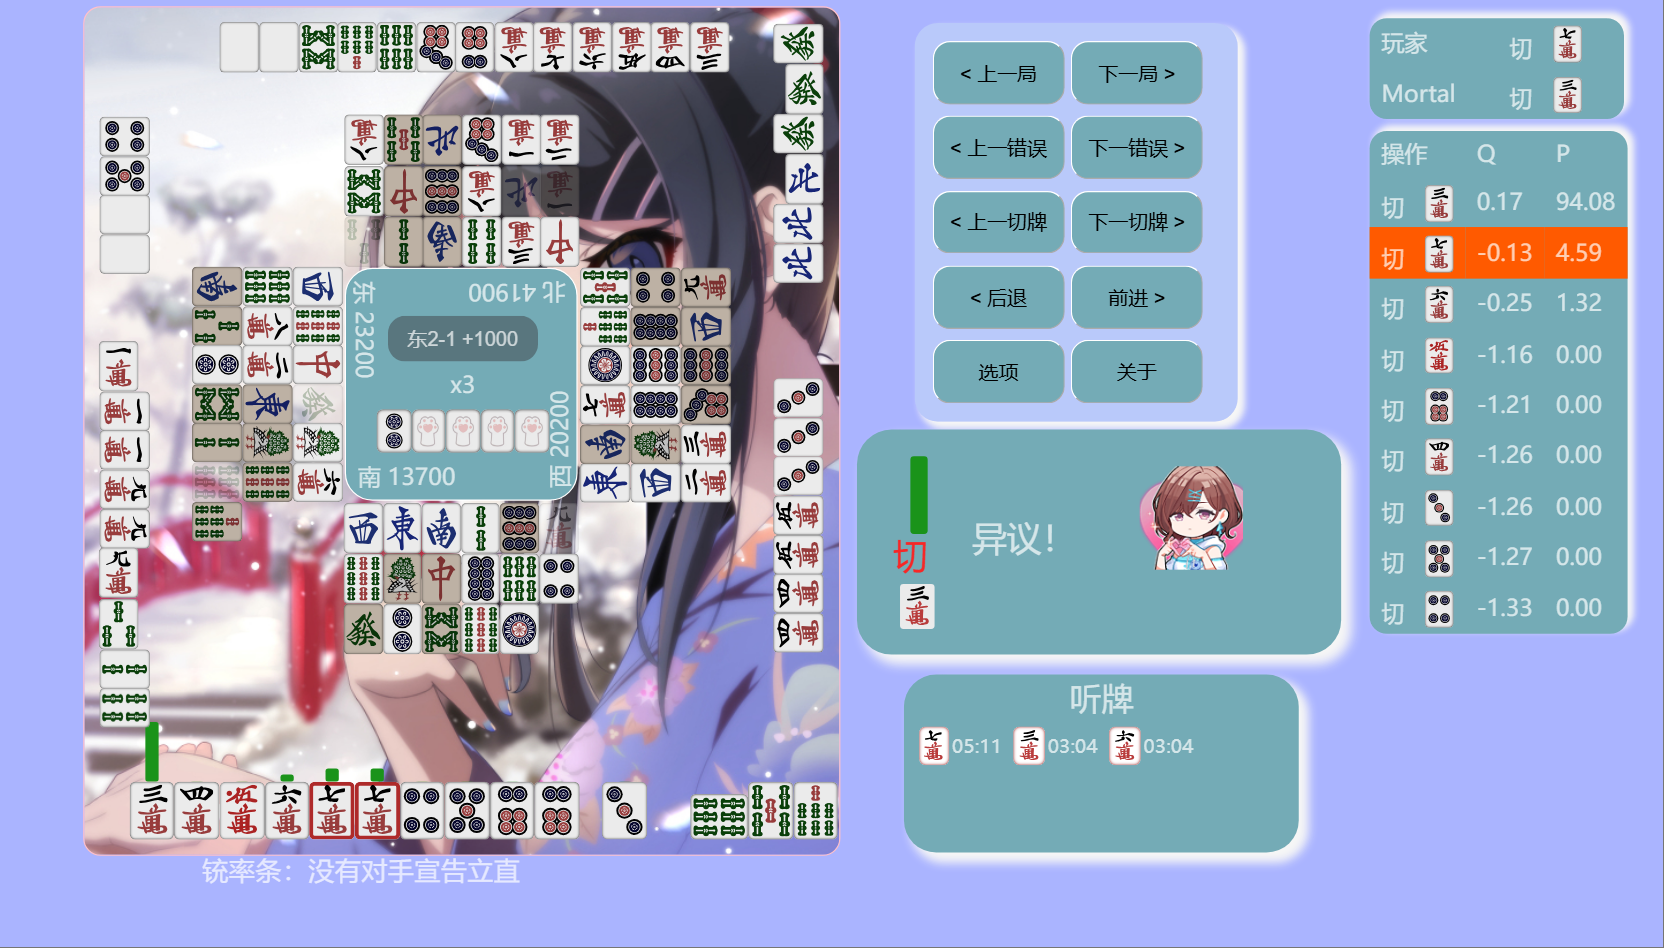 北 41900
东 23200
东2-1 +1000
x3
西 20200
南 13700
铳率条：没有对手宣告立直
< 上一局
下一局 >
< 上一错误
下一错误 >
< 上一切牌
下一切牌 >
< 后退
前进 >
选项
关于
切
异议!
听牌
05:11 03:04 03:04
玩家 切
Mortal 切
操作 Q P
切 0.17 94.08
切 -0.13 4.59
切 -0.25 1.32
切 -1.16 0.00
切 -1.21 0.00
切 -1.26 0.00
切 -1.26 0.00
切 -1.27 0.00
切 -1.33 0.00